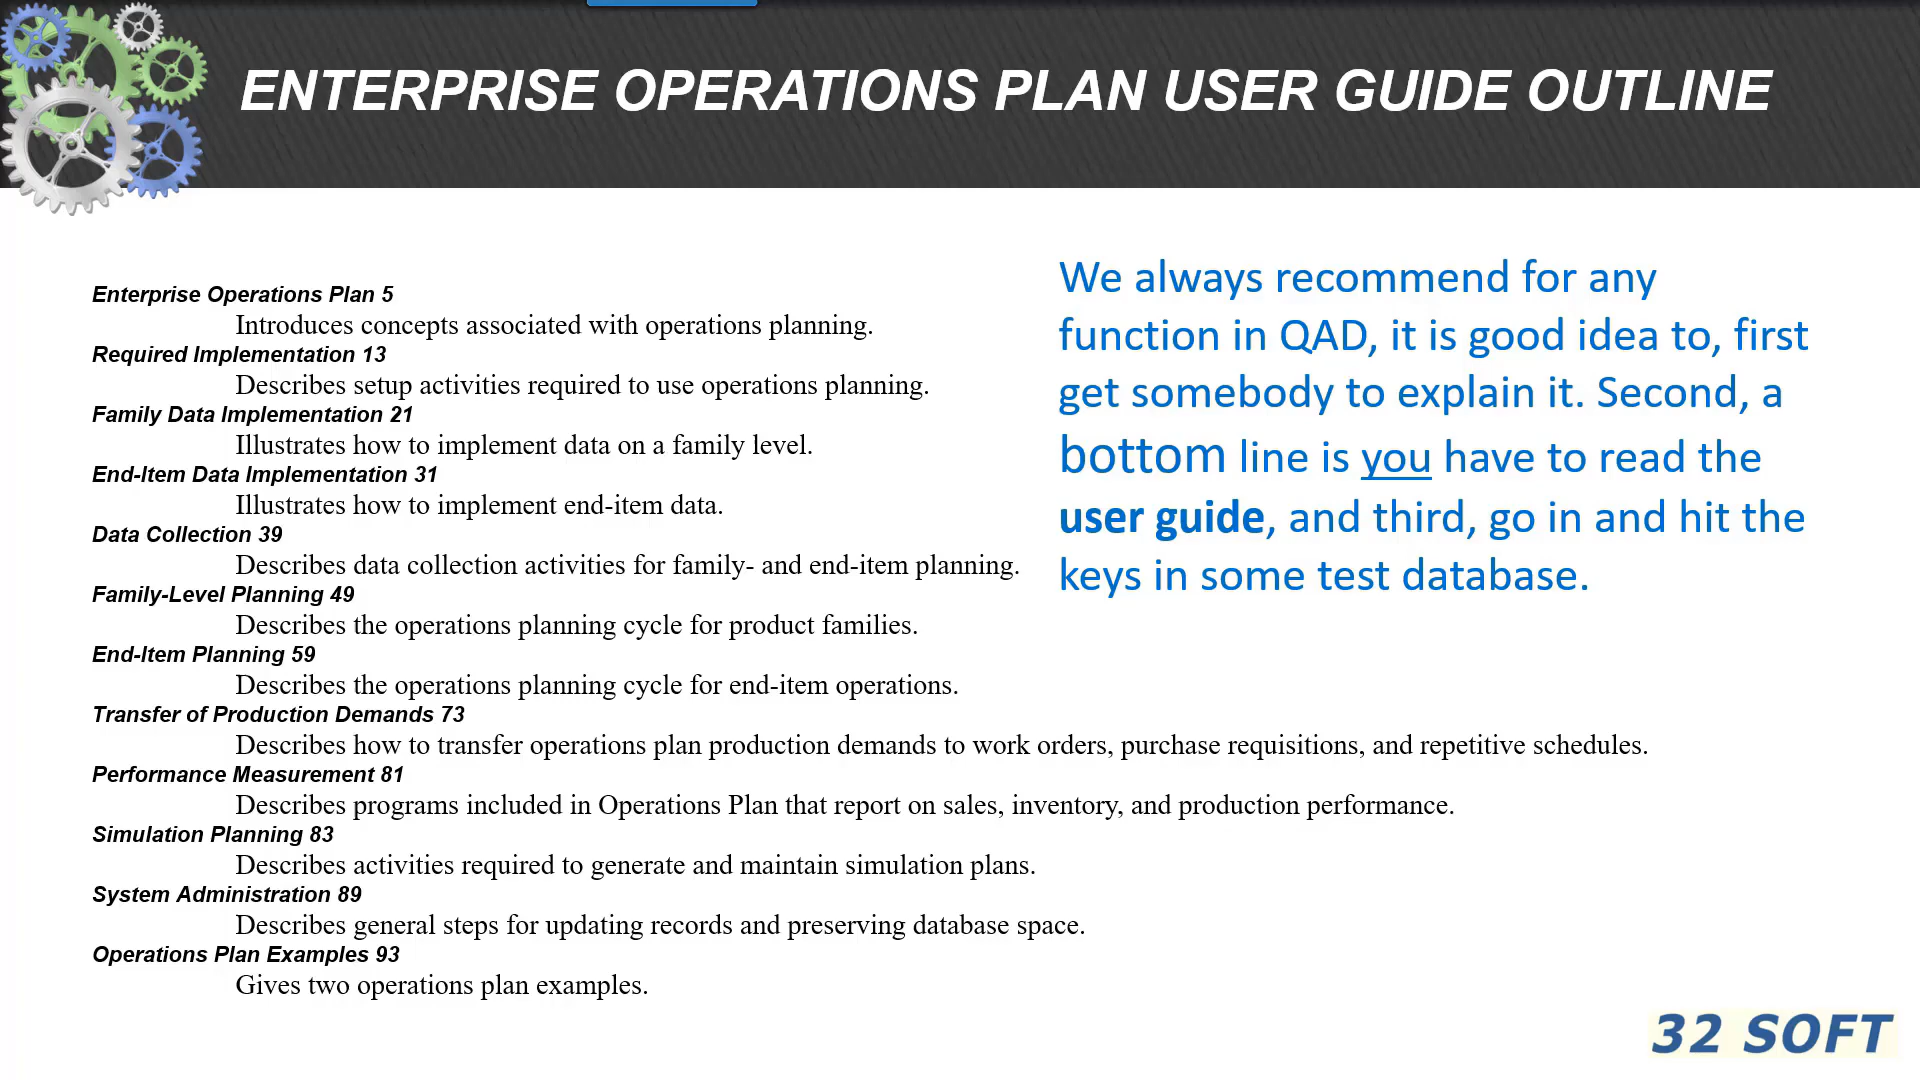 ENTERPRISE OPERATIONS PLAN USER GUIDE OUTLINE
Enterprise Operations Plan 5
Introduces concepts associated with operations planning.
Required Implementation 13
Describes setup activities required to use operations planning.
Family Data Implementation 21
Illustrates how to implement data on a family level.
End-Item Data Implementation 31
Illustrates how to implement end-item data.
Data Collection 39
Describes data collection activities for family- and end-item planning.
Family-Level Planning 49
Describes the operations planning cycle for product families.
End-Item Planning 59
Describes the operations planning cycle for end-item operations.
Transfer of Production Demands 73
Describes how to transfer operations plan production demands to work orders, purchase requisitions, and repetitive schedules.
Performance Measurement 81
Describes programs included in Operations Plan that report on sales, inventory, and production performance.
Simulation Planning 83
Describes activities required to generate and maintain simulation plans.
System Administration 89
Describes general steps for updating records and preserving database space.
Operations Plan Examples 93
Gives two operations plan examples.
We always recommend for any
function in QAD, it is good idea to, first
get somebody to explain it. Second, a
bottom line is you have to read the
user guide, and third, go in and hit the
keys in some test database.
32 SOFT